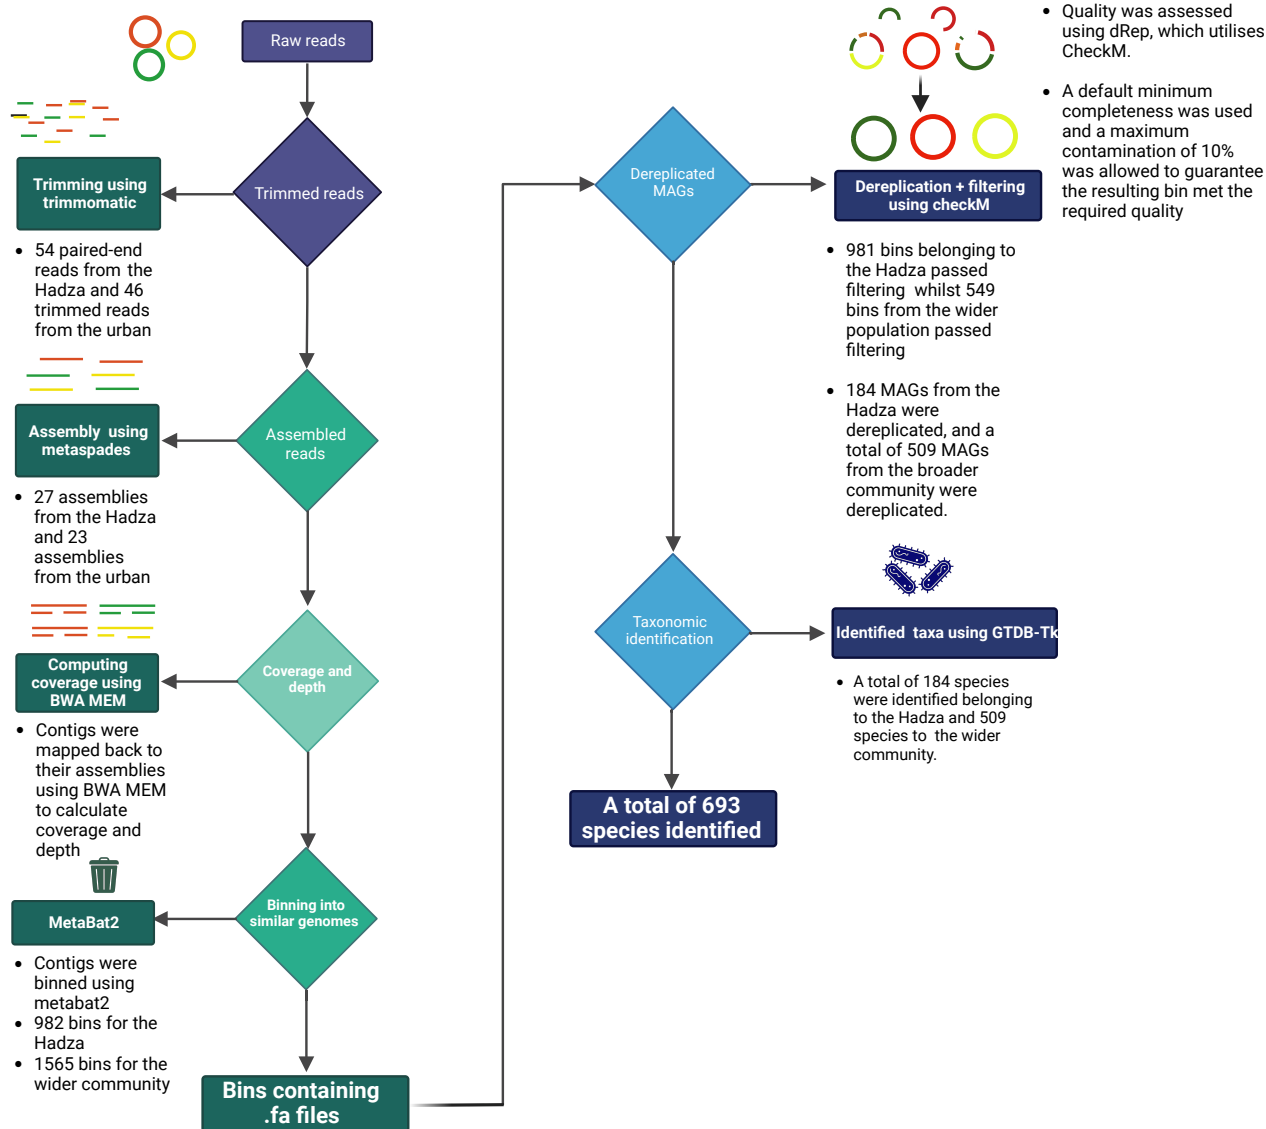 Raw reads
Trimmed reads
Trimming using
trimmomatic
• 54 paired-end
reads from the
Hadza and 46
trimmed reads
from the urban
Assembled
reads
Assembly using
metaspades
• 27 assemblies
from the Hadza
and 23
assemblies
from the urban
Coverage and
depth
Computing
coverage using
BWA MEM
• Contigs were
mapped back to
their assemblies
using BWA MEM
to calculate
coverage and
depth
Binning into
similar genomes
MetaBat2
• Contigs were
binned using
metabat2
• 982 bins for the
Hadza
• 1565 bins for the
wider community
Bins containing
.fa files
Dereplicated
MAGs
Dereplication + filtering
using checkM
• Quality was assessed
using dRep, which utilises
CheckM.
• A default minimum
completeness was used
and a maximum
contamination of 10%
was allowed to guarantee
the resulting bin met the
required quality
• 981 bins belonging to
the Hadza passed
filtering whilst 549
bins from the wider
population passed
filtering
• 184 MAGs from the
Hadza were
dereplicated, and a
total of 509 MAGs
from the broader
community were
dereplicated.
Taxonomic
identification
Identified taxa using GTDB-Tk
• A total of 184 species
were identified belonging
to the Hadza and 509
species to the wider
community.
A total of 693
species identified